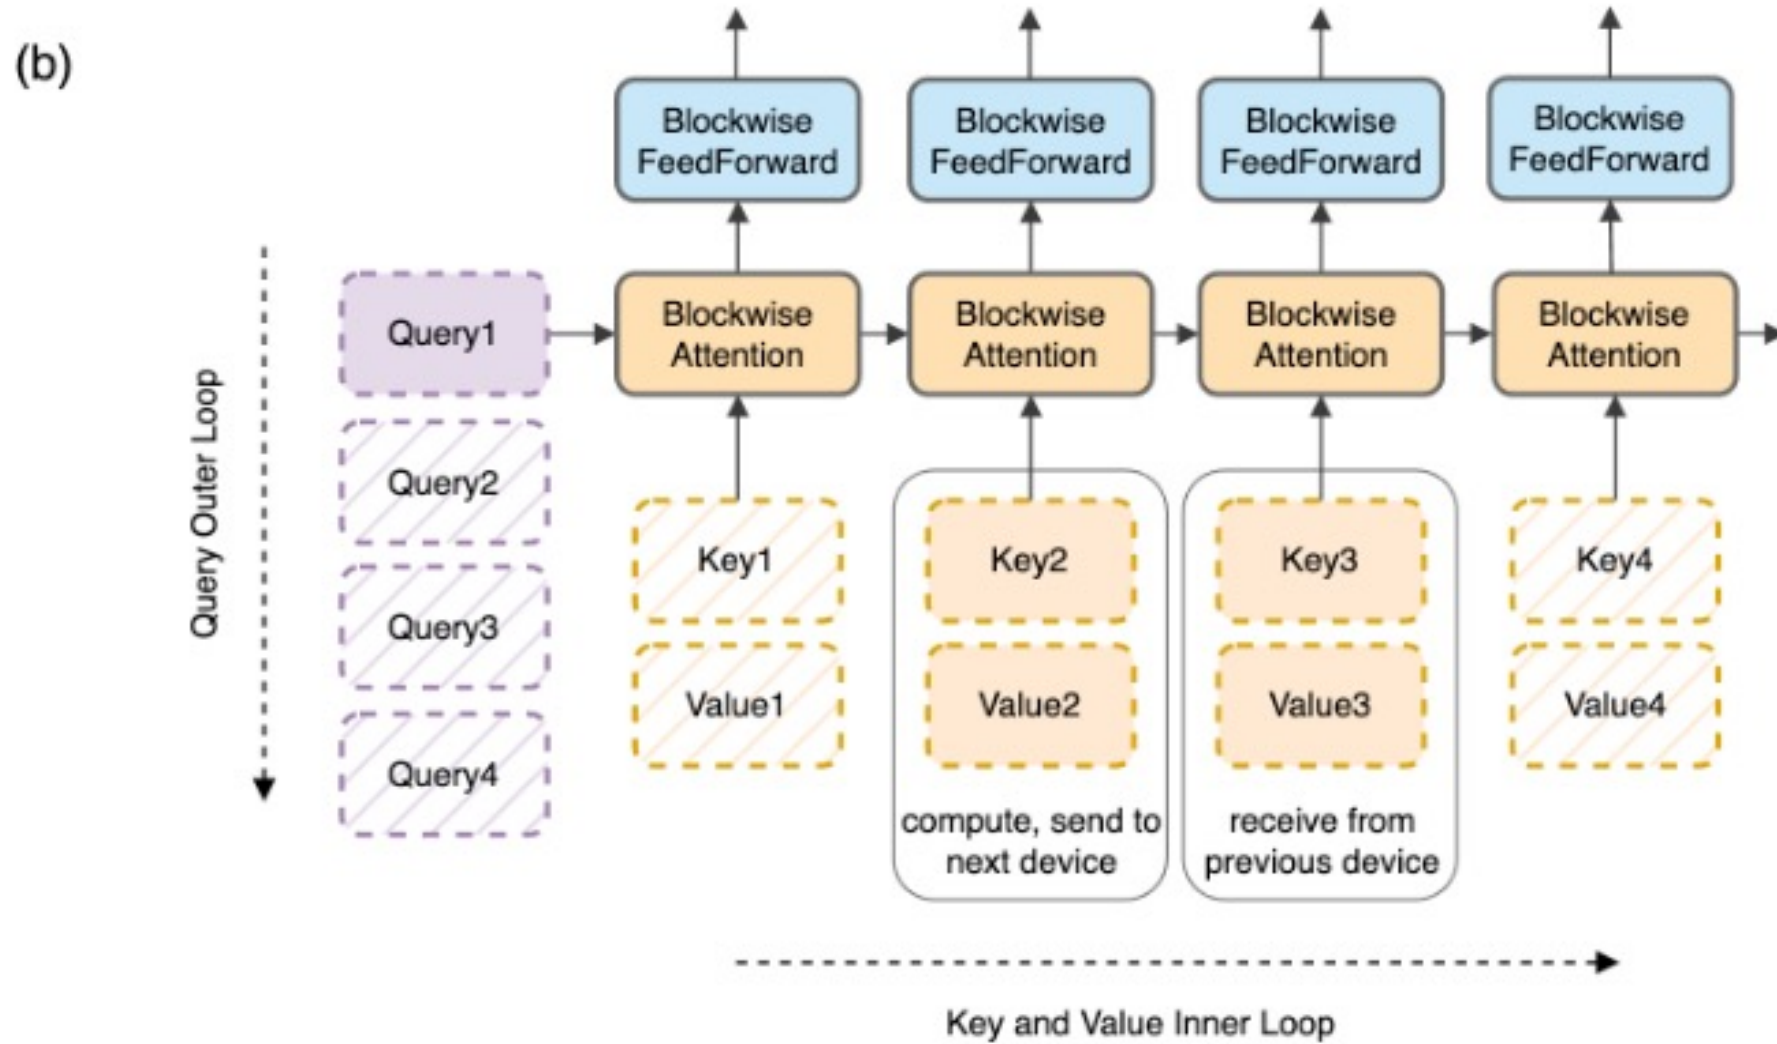 (b)
Blockwise
FeedForward
Blockwise
FeedForward
Blockwise
FeedForward
Blockwise
FeedForward
Query Outer Loop
Query1
Blockwise
Attention
Blockwise
Attention
Blockwise
Attention
Blockwise
Attention
Query2
Query3
Query4
Key1
Value1
Key2
Value2
compute, send to
next device
Key3
Value3
receive from
previous device
Key4
Value4
Key and Value Inner Loop